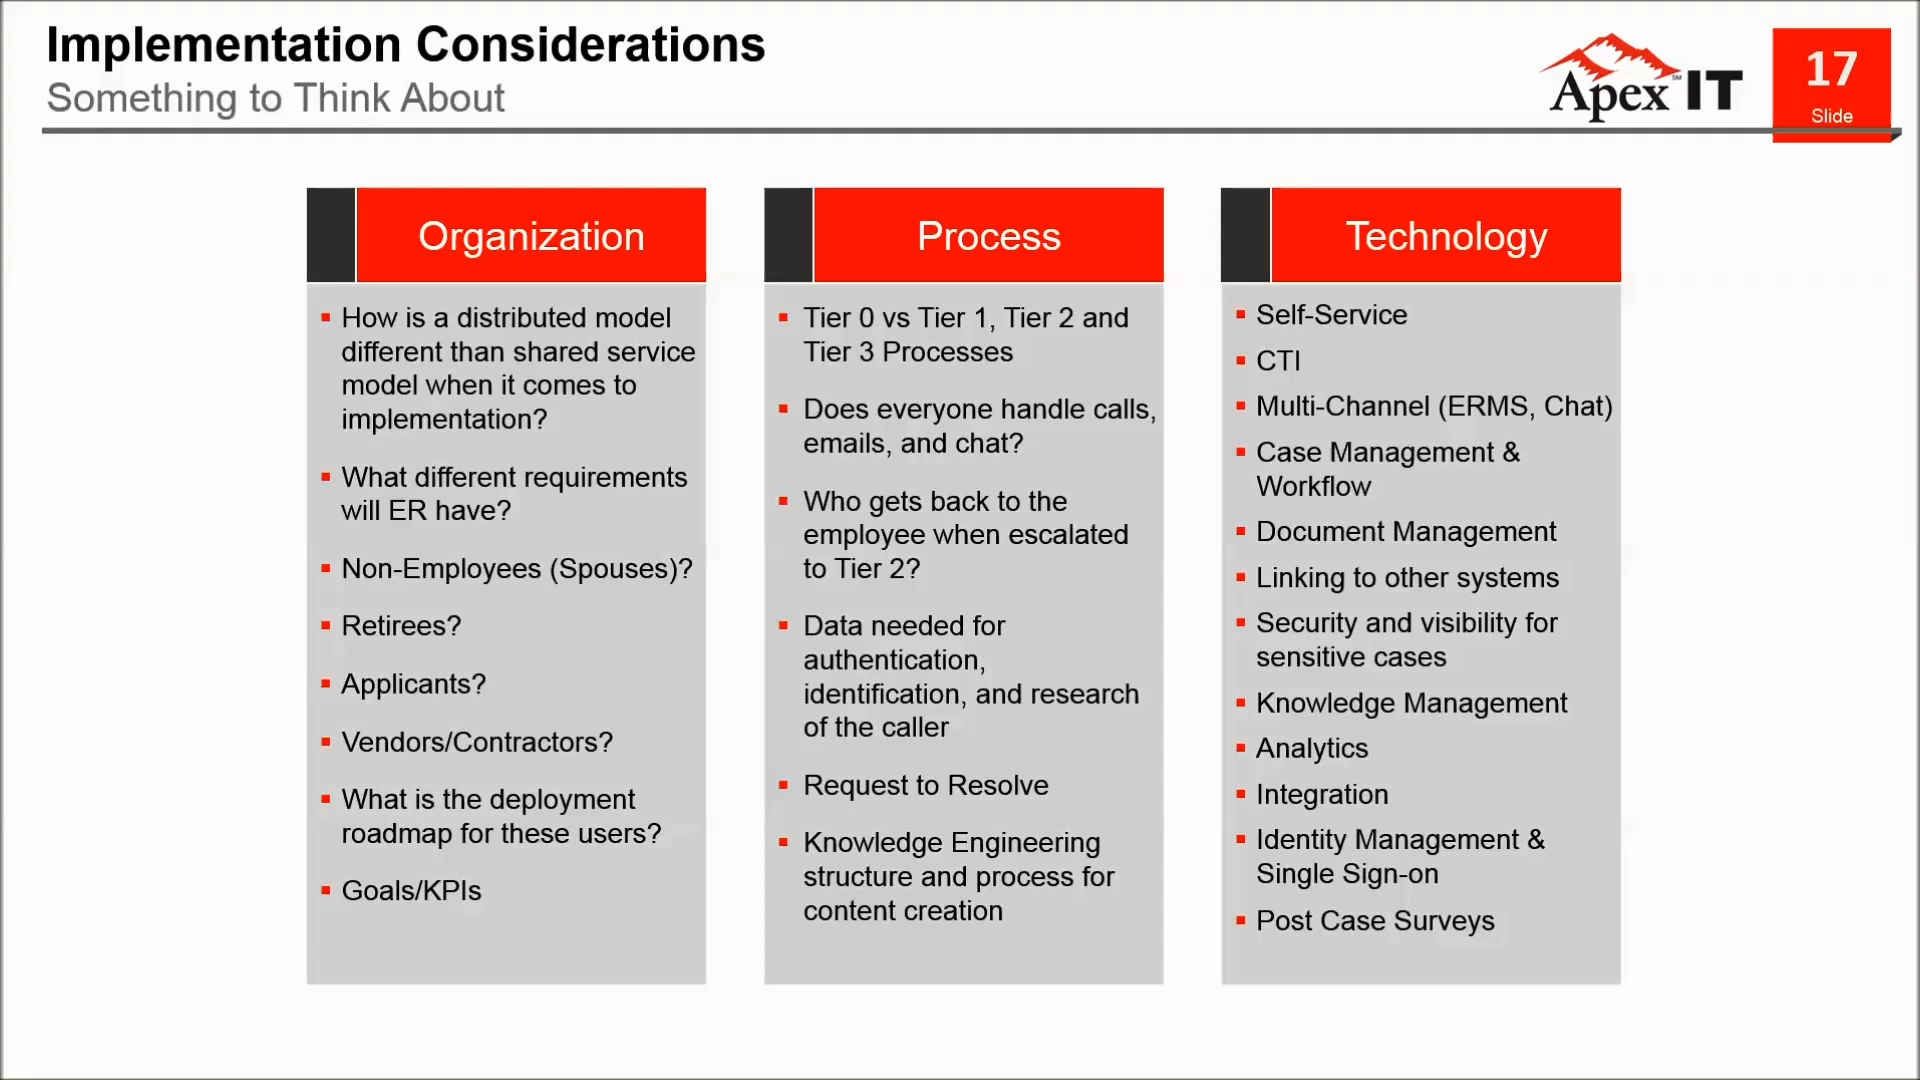 Implementation Considerations
Something to Think About
Apex IT
SM
17
Slide
Organization
How is a distributed model
different than shared service
model when it comes to
implementation?
What different requirements
will ER have?
Non-Employees (Spouses)?
Retirees?
Applicants?
Vendors/Contractors?
What is the deployment
roadmap for these users?
Goals/KPIs
Process
Tier 0 vs Tier 1, Tier 2 and
Tier 3 Processes
Does everyone handle calls,
emails, and chat?
Who gets back to the
employee when escalated
to Tier 2?
Data needed for
authentication,
identification, and research
of the caller
Request to Resolve
Knowledge Engineering
structure and process for
content creation
Technology
Self-Service
CTI
Multi-Channel (ERMS, Chat)
Case Management &
Workflow
Document Management
Linking to other systems
Security and visibility for
sensitive cases
Knowledge Management
Analytics
Integration
Identity Management &
Single Sign-on
Post Case Surveys